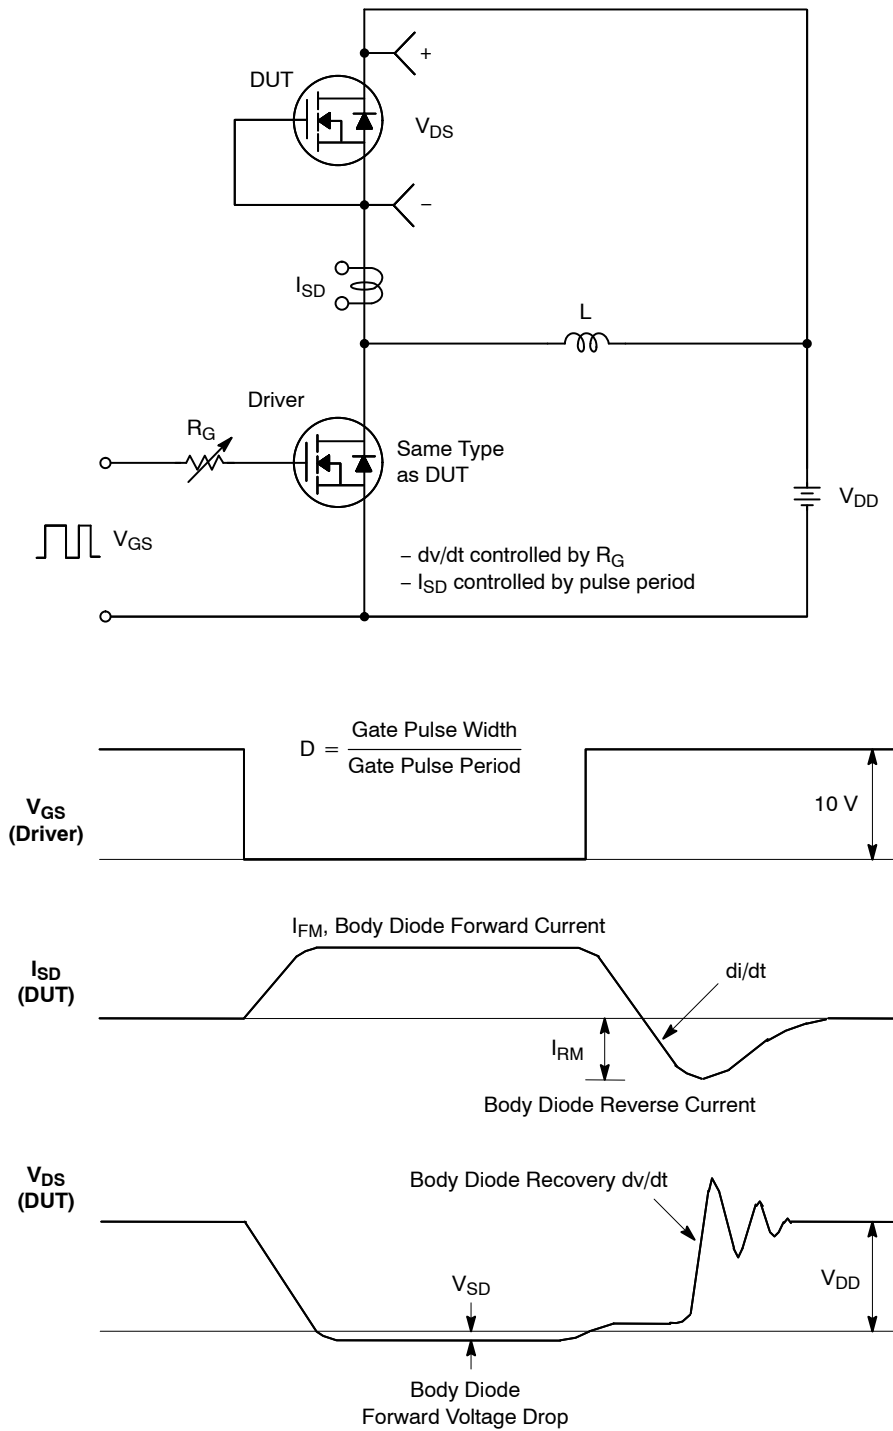 +
DUT
V_DS
−
I_SD
L
Driver
R_G
Same Type
as DUT
V_DD
V_GS
− dv/dt controlled by R_G
− I_SD controlled by pulse period
D = Gate Pulse Width
Gate Pulse Period
V_GS
(Driver)
10 V
I_FM, Body Diode Forward Current
I_SD
(DUT)
di/dt
I_RM
Body Diode Reverse Current
V_DS
(DUT)
Body Diode Recovery dv/dt
V_SD
V_DD
Body Diode
Forward Voltage Drop